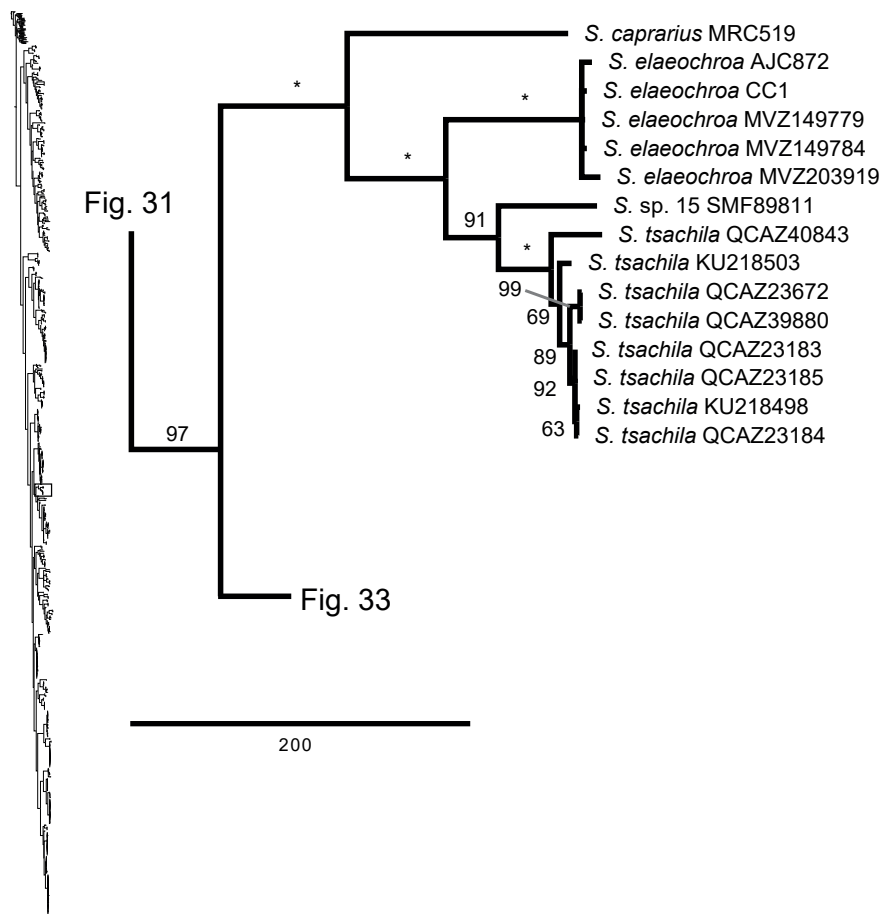 S. caprarius MRC519
S. elaeochroa AJC872
*
*
S. elaeochroa CC1
S. elaeochroa MVZ149779
S. elaeochroa MVZ149784
*
S. elaeochroa MVZ203919
Fig. 31
S. sp. 15 SMF89811
91
S. tsachila QCAZ40843
*
S. tsachila KU218503
99
S. tsachila QCAZ23672
69
S. tsachila QCAZ39880
89
S. tsachila QCAZ23183
92
S. tsachila QCAZ23185
S. tsachila KU218498
63
S. tsachila QCAZ23184
97
Fig. 33
200